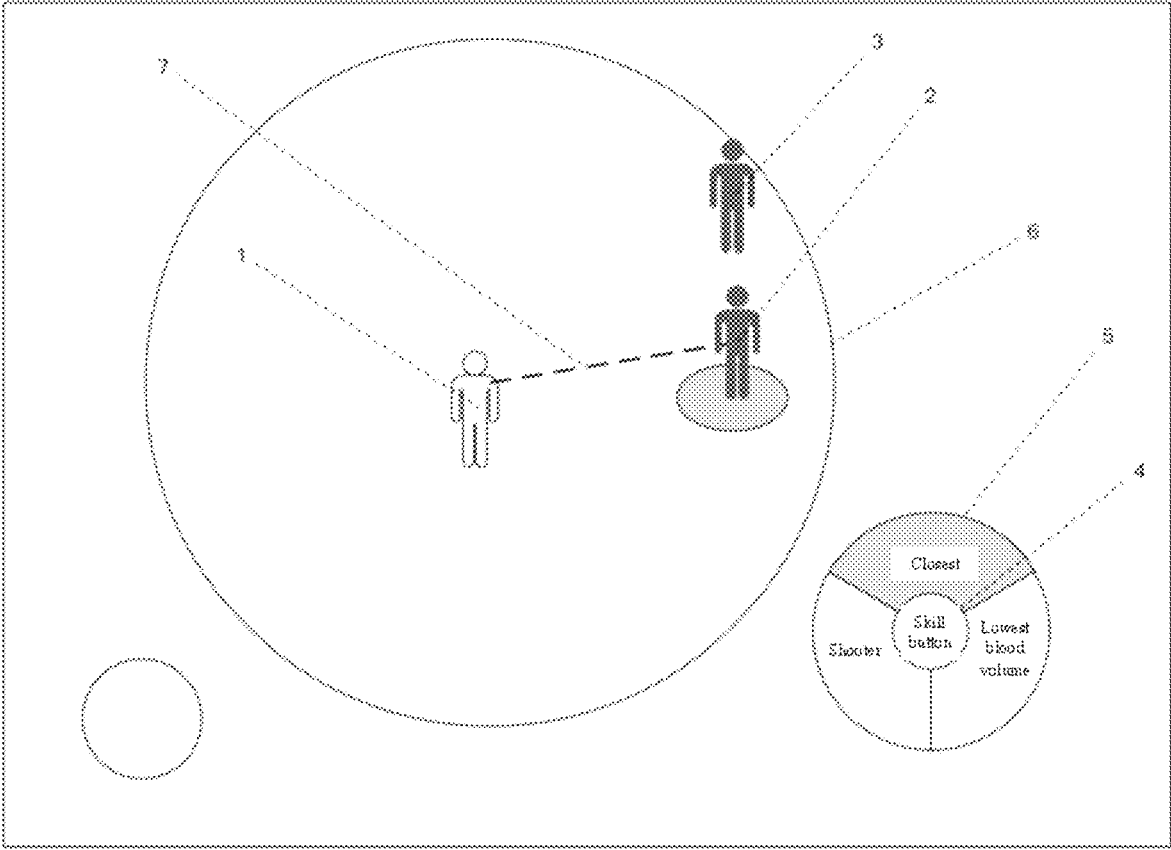 3
7
2
1
6
5
4
Closest
Skill
button
Shooter
Lowest
blood
volume